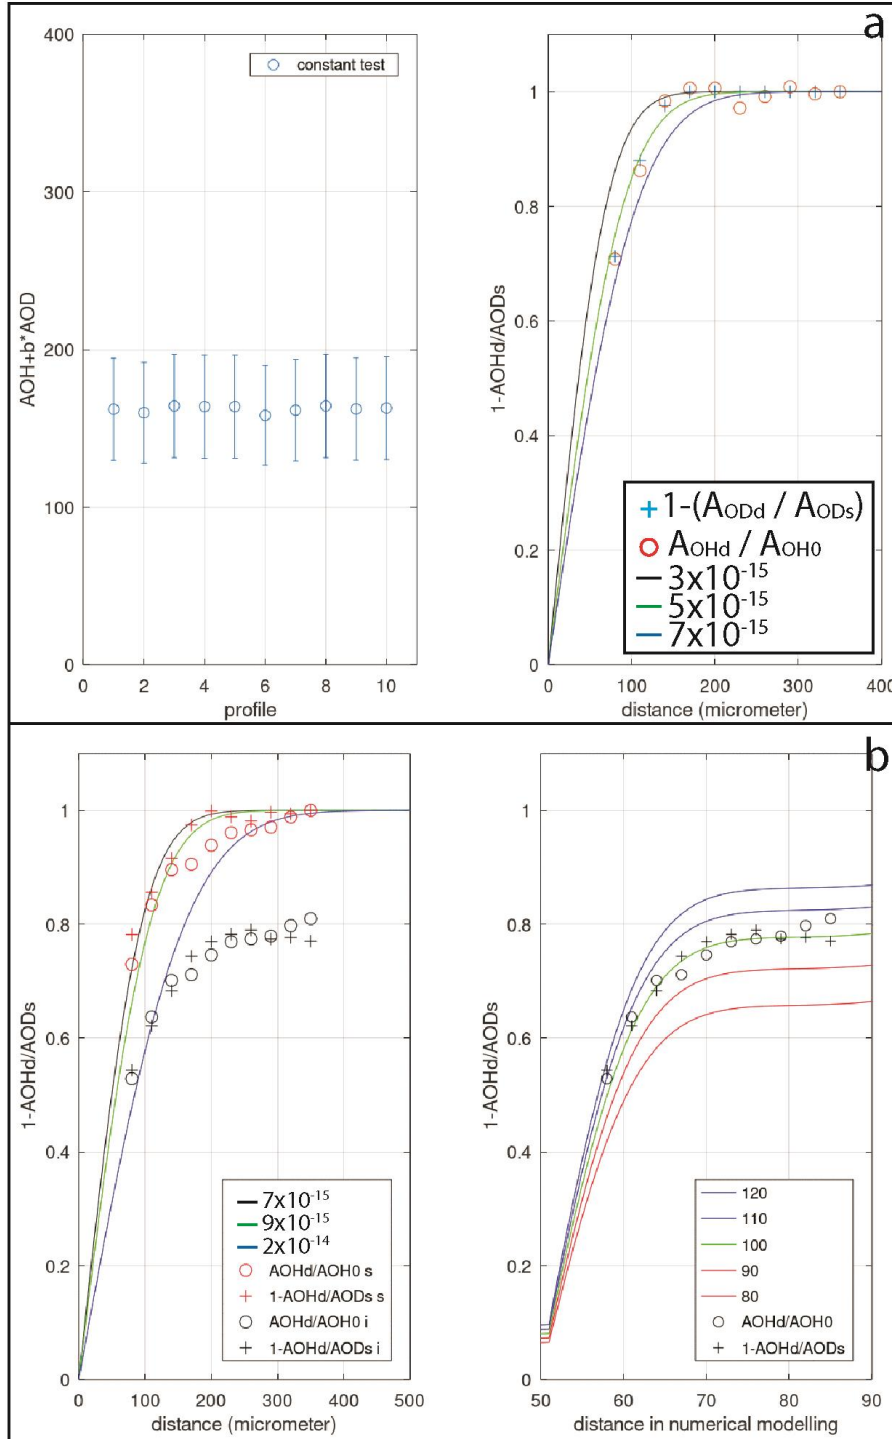 a
400
300
200
100
0
AOH+b*AOD
constant test
0 2 4 6 8 10
profile
1
0.8
0.6
0.4
0.2
0
1-AOHd/AODs
1-(AODd / AODs)
AOHd / AOH0
3x10-15
5x10-15
7x10-15
0 100 200 300 400
distance (micrometer)
b
1
0.8
0.6
0.4
0.2
0
1-AOHd/AODs
7x10-15
9x10-15
2x10-14
AOHd/AOH0 s
1-AOHd/AODs s
AOHd/AOH0 i
1-AOHd/AODs i
0 100 200 300 400 500
distance (micrometer)
1
0.8
0.6
0.4
0.2
0
1-AOHd/AODs
120
110
100
90
80
AOHd/AOH0
1-AOHd/AODs
50 60 70 80 90
distance in numerical modelling